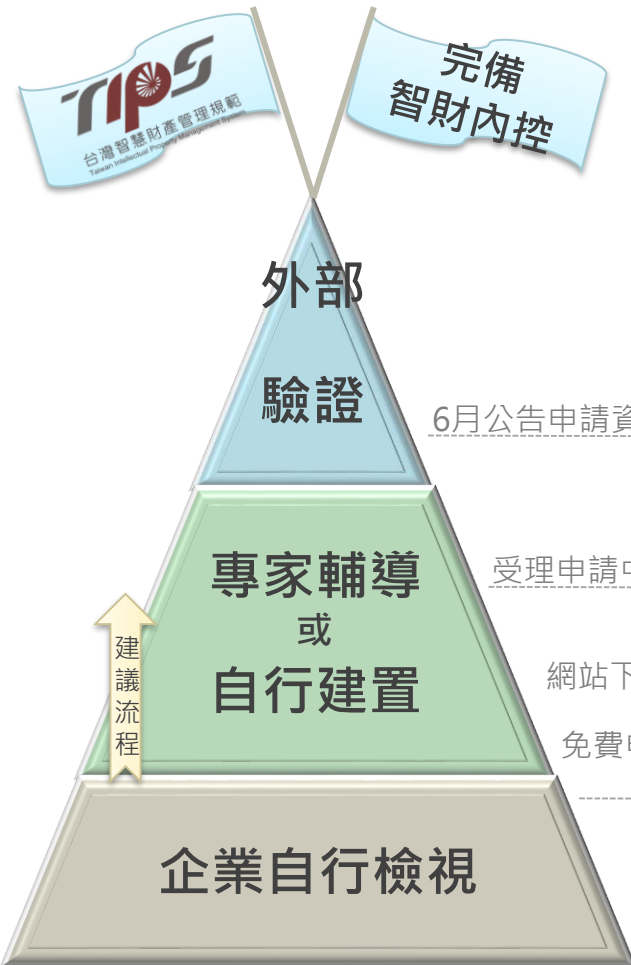 TIPS
台灣智慧財產管理規範
Taiwan Intellectual Property Management System
完備
智財內控
外部
驗證
6月公告申請資
專家輔導
或
自行建置
受理申請中
建議流程
網站下
免費申
企業自行檢視